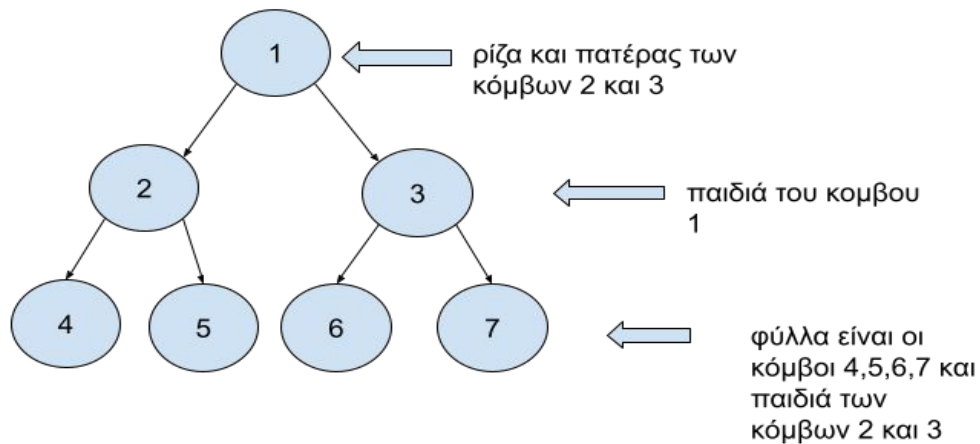 1
ρίζα και πατέρας των
κόμβων 2 και 3
2
3
παιδιά του κομβου
1
4
5
6
7
φύλλα είναι οι
κόμβοι 4,5,6,7 και
παιδιά των
κόμβων 2 και 3